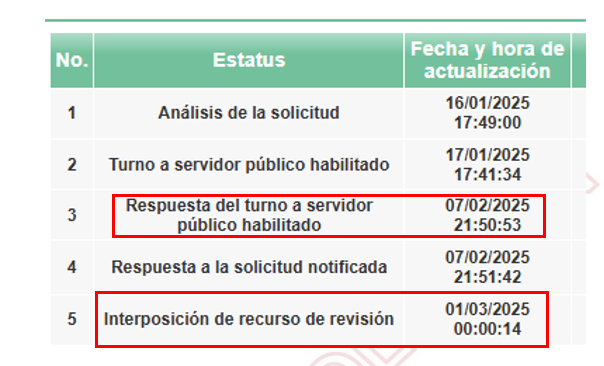 No. Estatus Fecha y hora de
actualización
1 Análisis de la solicitud 16/01/2025
17:49:00
2 Turno a servidor público habilitado 17/01/2025
17:41:34
3 Respuesta del turno a servidor
público habilitado 07/02/2025
21:50:53
4 Respuesta a la solicitud notificada 07/02/2025
21:51:42
5 Interposición de recurso de revisión 01/03/2025
00:00:14